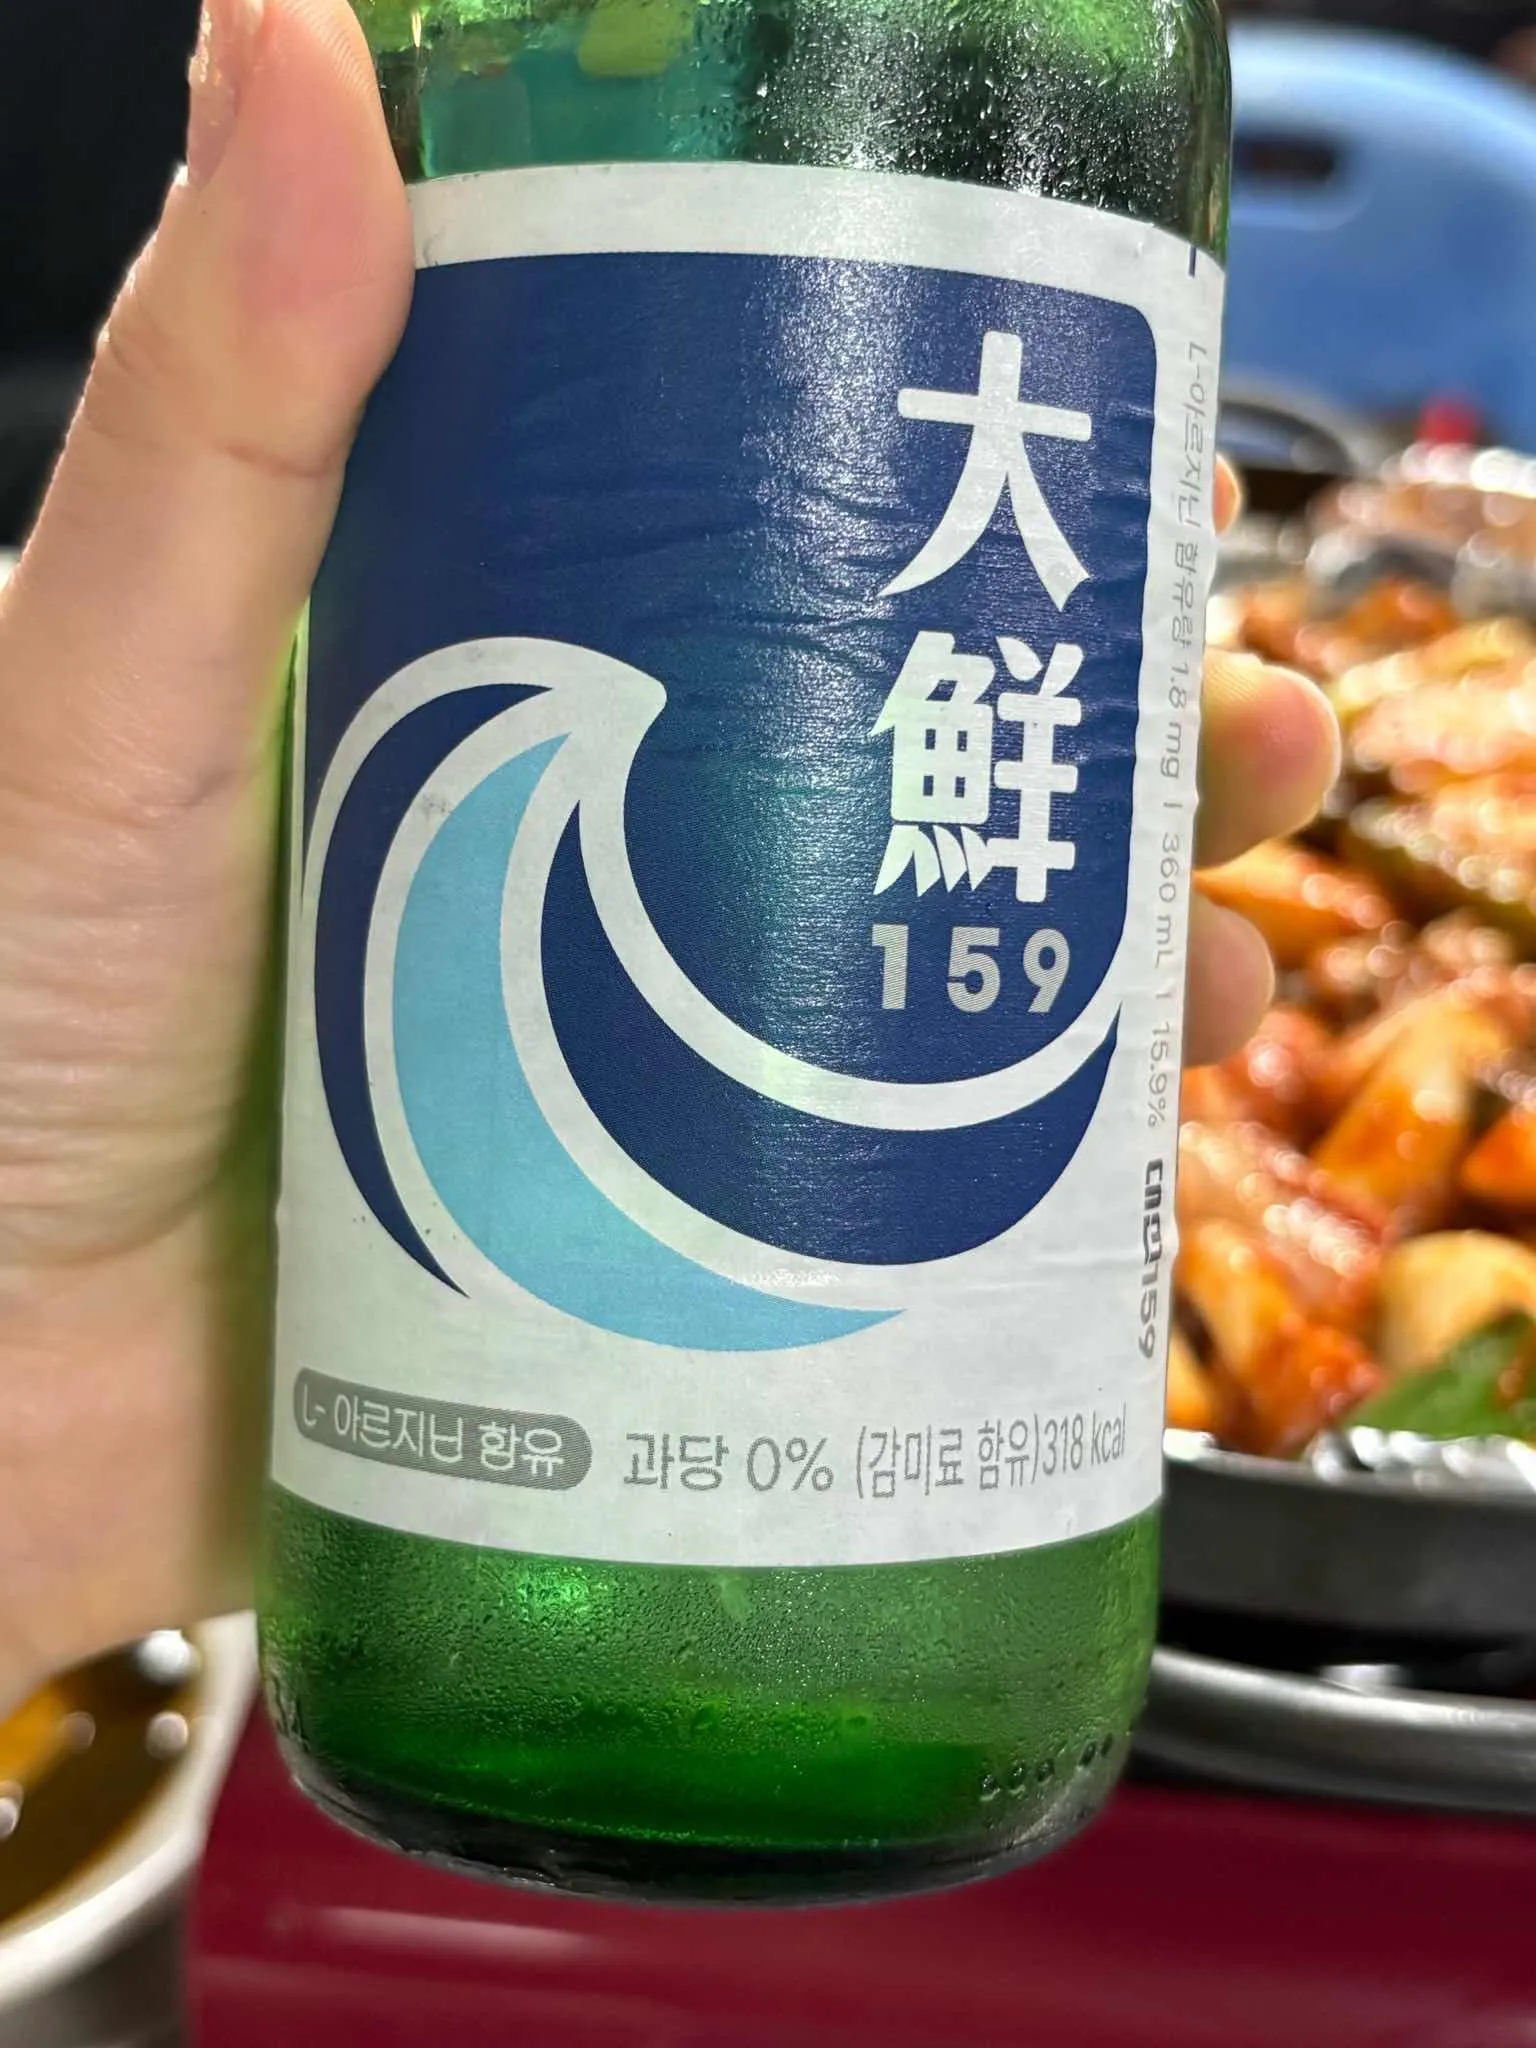 大
鮮
159
L-아르지닌 함유
과당 0% (감미료 함유)318 kcal
L-아르지닌 함유량 1.8 mg | 360 mL | 15.9% 대선159